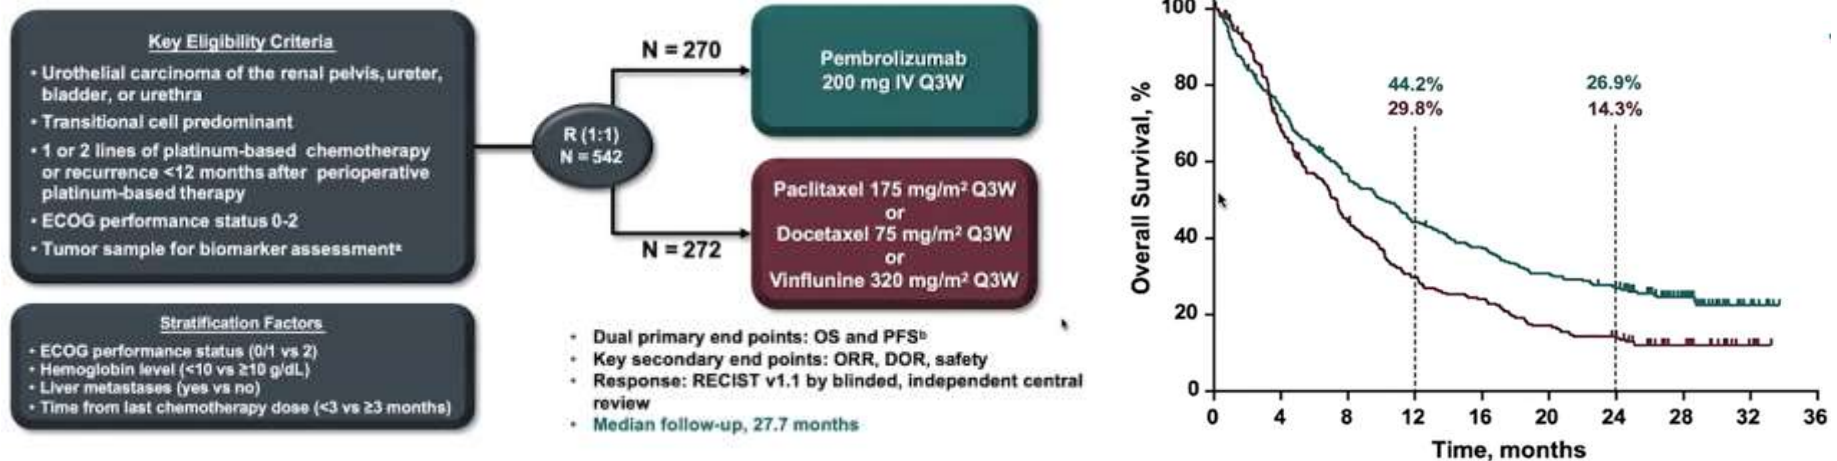 Key Eligibility Criteria
• Urothelial carcinoma of the renal pelvis, ureter,
bladder, or urethra
• Transitional cell predominant
• 1 or 2 lines of platinum-based chemotherapy
or recurrence <12 months after perioperative
platinum-based therapy
• ECOG performance status 0-2
• Tumor sample for biomarker assessmentᵃ
Stratification Factors
• ECOG performance status (0/1 vs 2)
• Hemoglobin level (<10 vs ≥10 g/dL)
• Liver metastases (yes vs no)
• Time from last chemotherapy dose (<3 vs ≥3 months)
R (1:1)
N = 542
N = 270
N = 272
Pembrolizumab
200 mg IV Q3W
Paclitaxel 175 mg/m² Q3W
or
Docetaxel 75 mg/m² Q3W
or
Vinflunine 320 mg/m² Q3W
• Dual primary end points: OS and PFSᵇ
• Key secondary end points: ORR, DOR, safety
• Response: RECIST v1.1 by blinded, independent central
review
• Median follow-up, 27.7 months
Overall Survival, %
100
80
60
40
20
0
44.2%
29.8%
26.9%
14.3%
0 4 8 12 16 20 24 28 32 36
Time, months